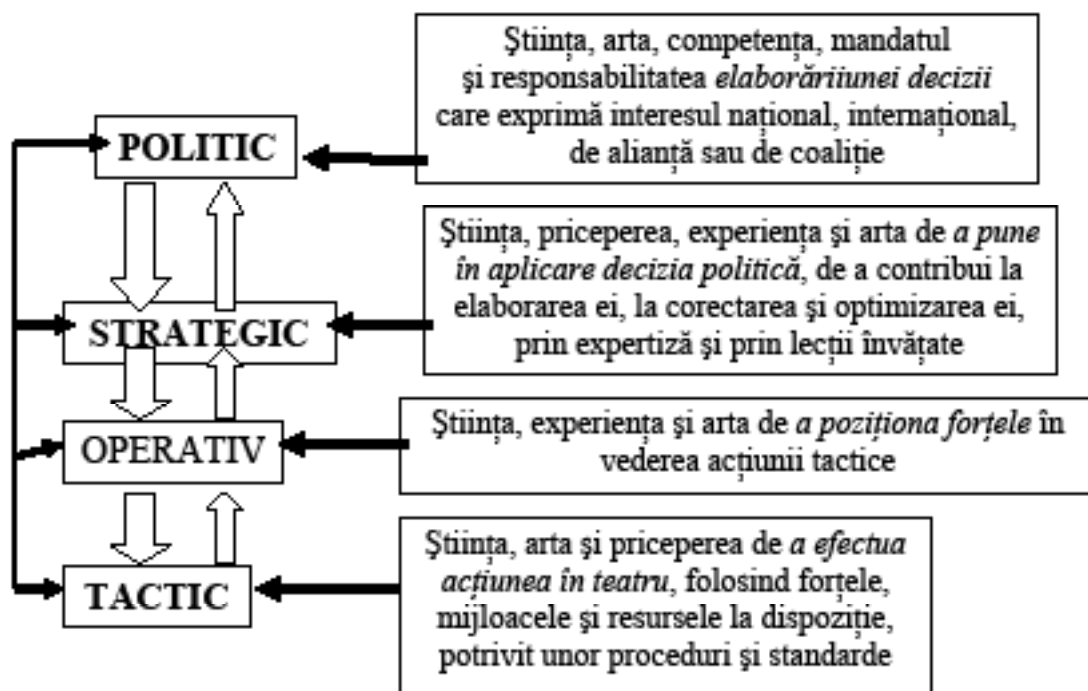 Ştiinţa, arta, competenţa, mandatul
şi responsabilitatea elaborăriiunei decizii
care exprimă interesul naţional, internaţional,
de alianţă sau de coaliţie
POLITIC
Ştiinţa, priceperea, experienţa şi arta de a pune
în aplicare decizia politică, de a contribui la
elaborarea ei, la corectarea şi optimizarea ei,
prin expertiză şi prin lecţii învăţate
STRATEGIC
Ştiinţa, experienţa şi arta de a poziţiona forţele în
vederea acţiunii tactice
OPERATIV
Ştiinţa, arta şi priceperea de a efectua
acţiunea în teatru, folosind forţele,
mijloacele şi resursele la dispoziţie,
potrivit unor proceduri şi standarde
TACTIC